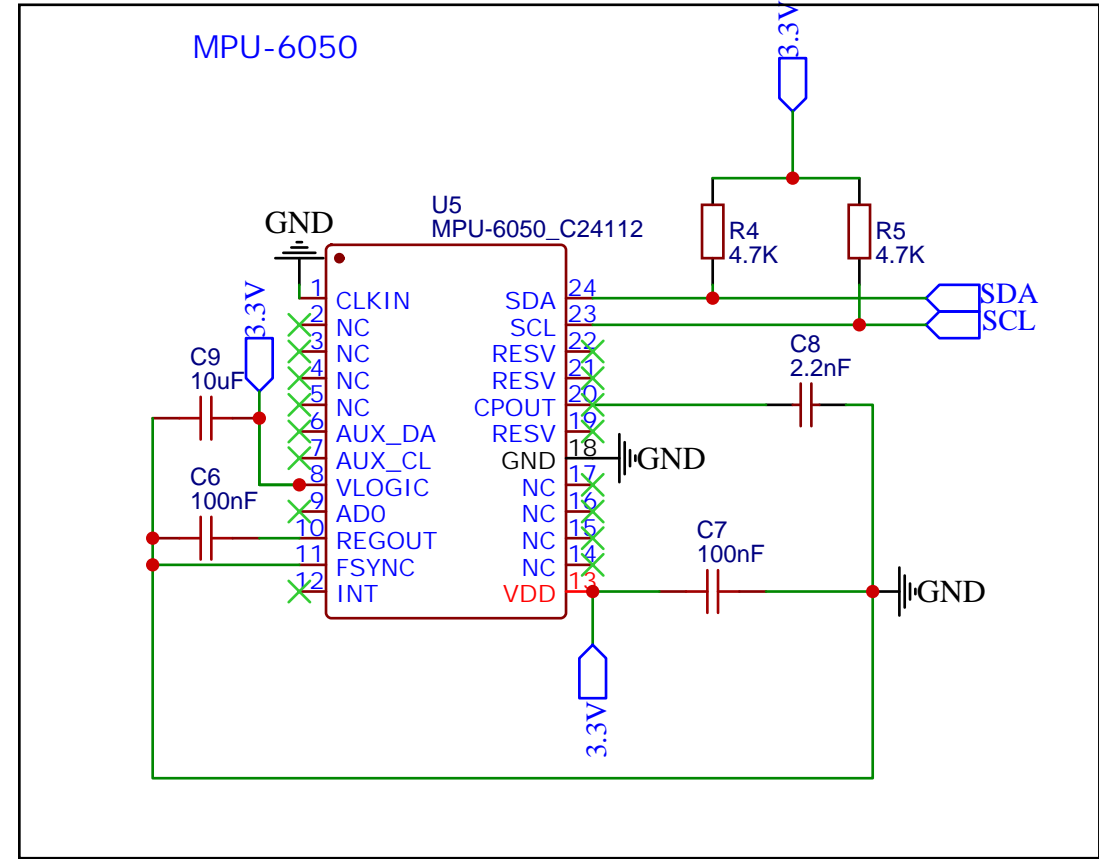 MPU-6050
3.3V
U5
MPU-6050_C24112
GND
R4
4.7K
R5
4.7K
1 CLKIN
2 NC
3 NC
4 NC
5 NC
6 AUX_DA
7 AUX_CL
8 VLOGIC
9 AD0
10 REGOUT
11 FSYNC
12 INT
SDA 24
SCL 23
RESV 22
RESV 21
CPOUT 20
RESV 19
GND 18
NC 17
NC 16
NC 15
NC 14
VDD 13
SDA
SCL
3.3V
C9
10uF
C6
100nF
C8
2.2nF
GND
C7
100nF
GND
3.3V